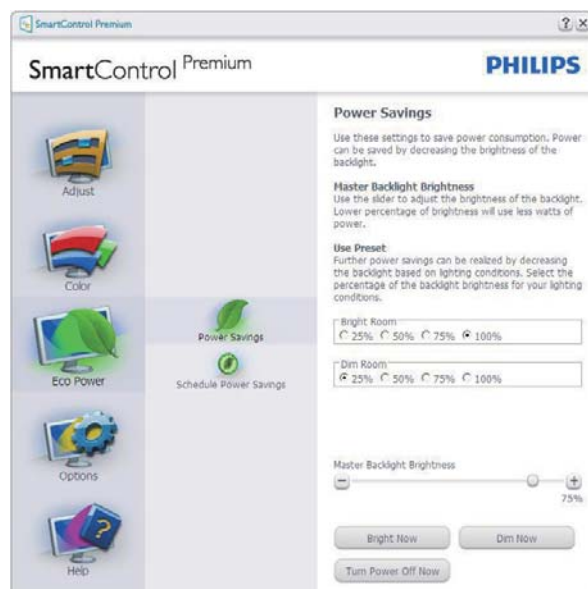 SmartControl Premium
? X
SmartControl Premium
PHILIPS
Adjust
Color
Eco Power
Options
Help
Power Savings
Schedule Power Savings
Power Savings
Use these settings to save power consumption. Power
can be saved by decreasing the brightness of the
backlight.
Master Backlight Brightness
Use the slider to adjust the brightness of the backlight.
Lower percentage of brightness will use less watts of
power.
Use Preset
Further power savings can be realized by decreasing
the backlight based on lighting conditions. Select the
percentage of the backlight brightness for your lighting
conditions.
Bright Room
25% 50% 75% 100%
Dim Room
25% 50% 75% 100%
Master Backlight Brightness
75%
Bright Now Dim Now
Turn Power Off Now